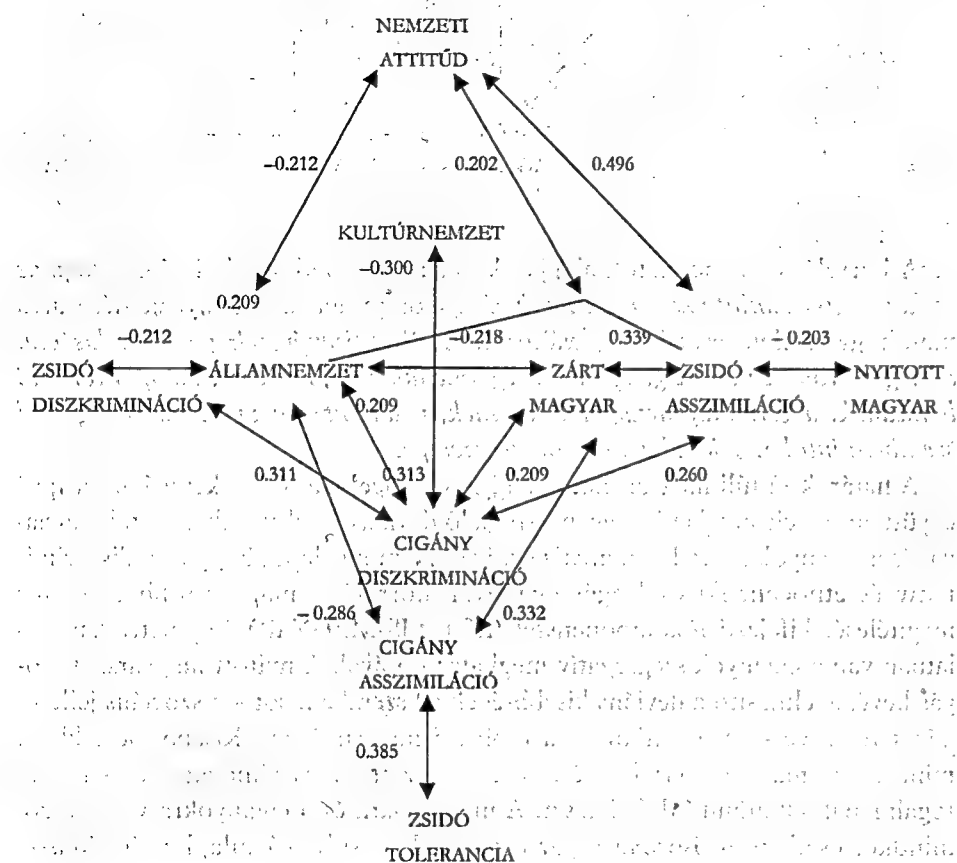 NEMZETI
ATTITŰD
−0.212
0.202
0.496
KULTÚRNEMZET
−0.300
0.209
−0.212
−0.218
0.339
−0.203
ZSIDÓ
ÁLLAMNEMZET
ZÁRT
ZSIDÓ
NYITOTT
DISZKRIMINÁCIÓ
0.209
MAGYAR
ASSZIMILÁCIÓ
MAGYAR
0.311
0.313
0.209
0.260
CIGÁNY
DISZKRIMINÁCIÓ
−0.286
0.332
CIGÁNY
ASSZIMILÁCIÓ
0.385
ZSIDÓ
TOLERANCIA